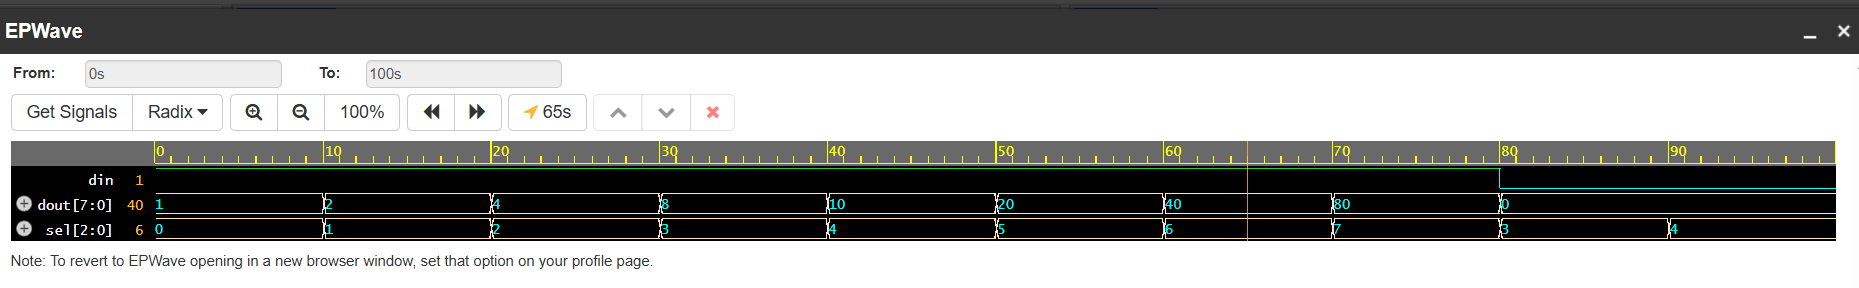 EPWave
From: 0s To: 100s
Get Signals Radix 100% 65s
0 10 20 30 40 50 60 70 80 90
din 1
dout[7:0] 40 1 2 4 8 10 20 40 80 0
sel[2:0] 6 0 1 2 3 4 5 6 7 3 4
Note: To revert to EPWave opening in a new browser window, set that option on your profile page.